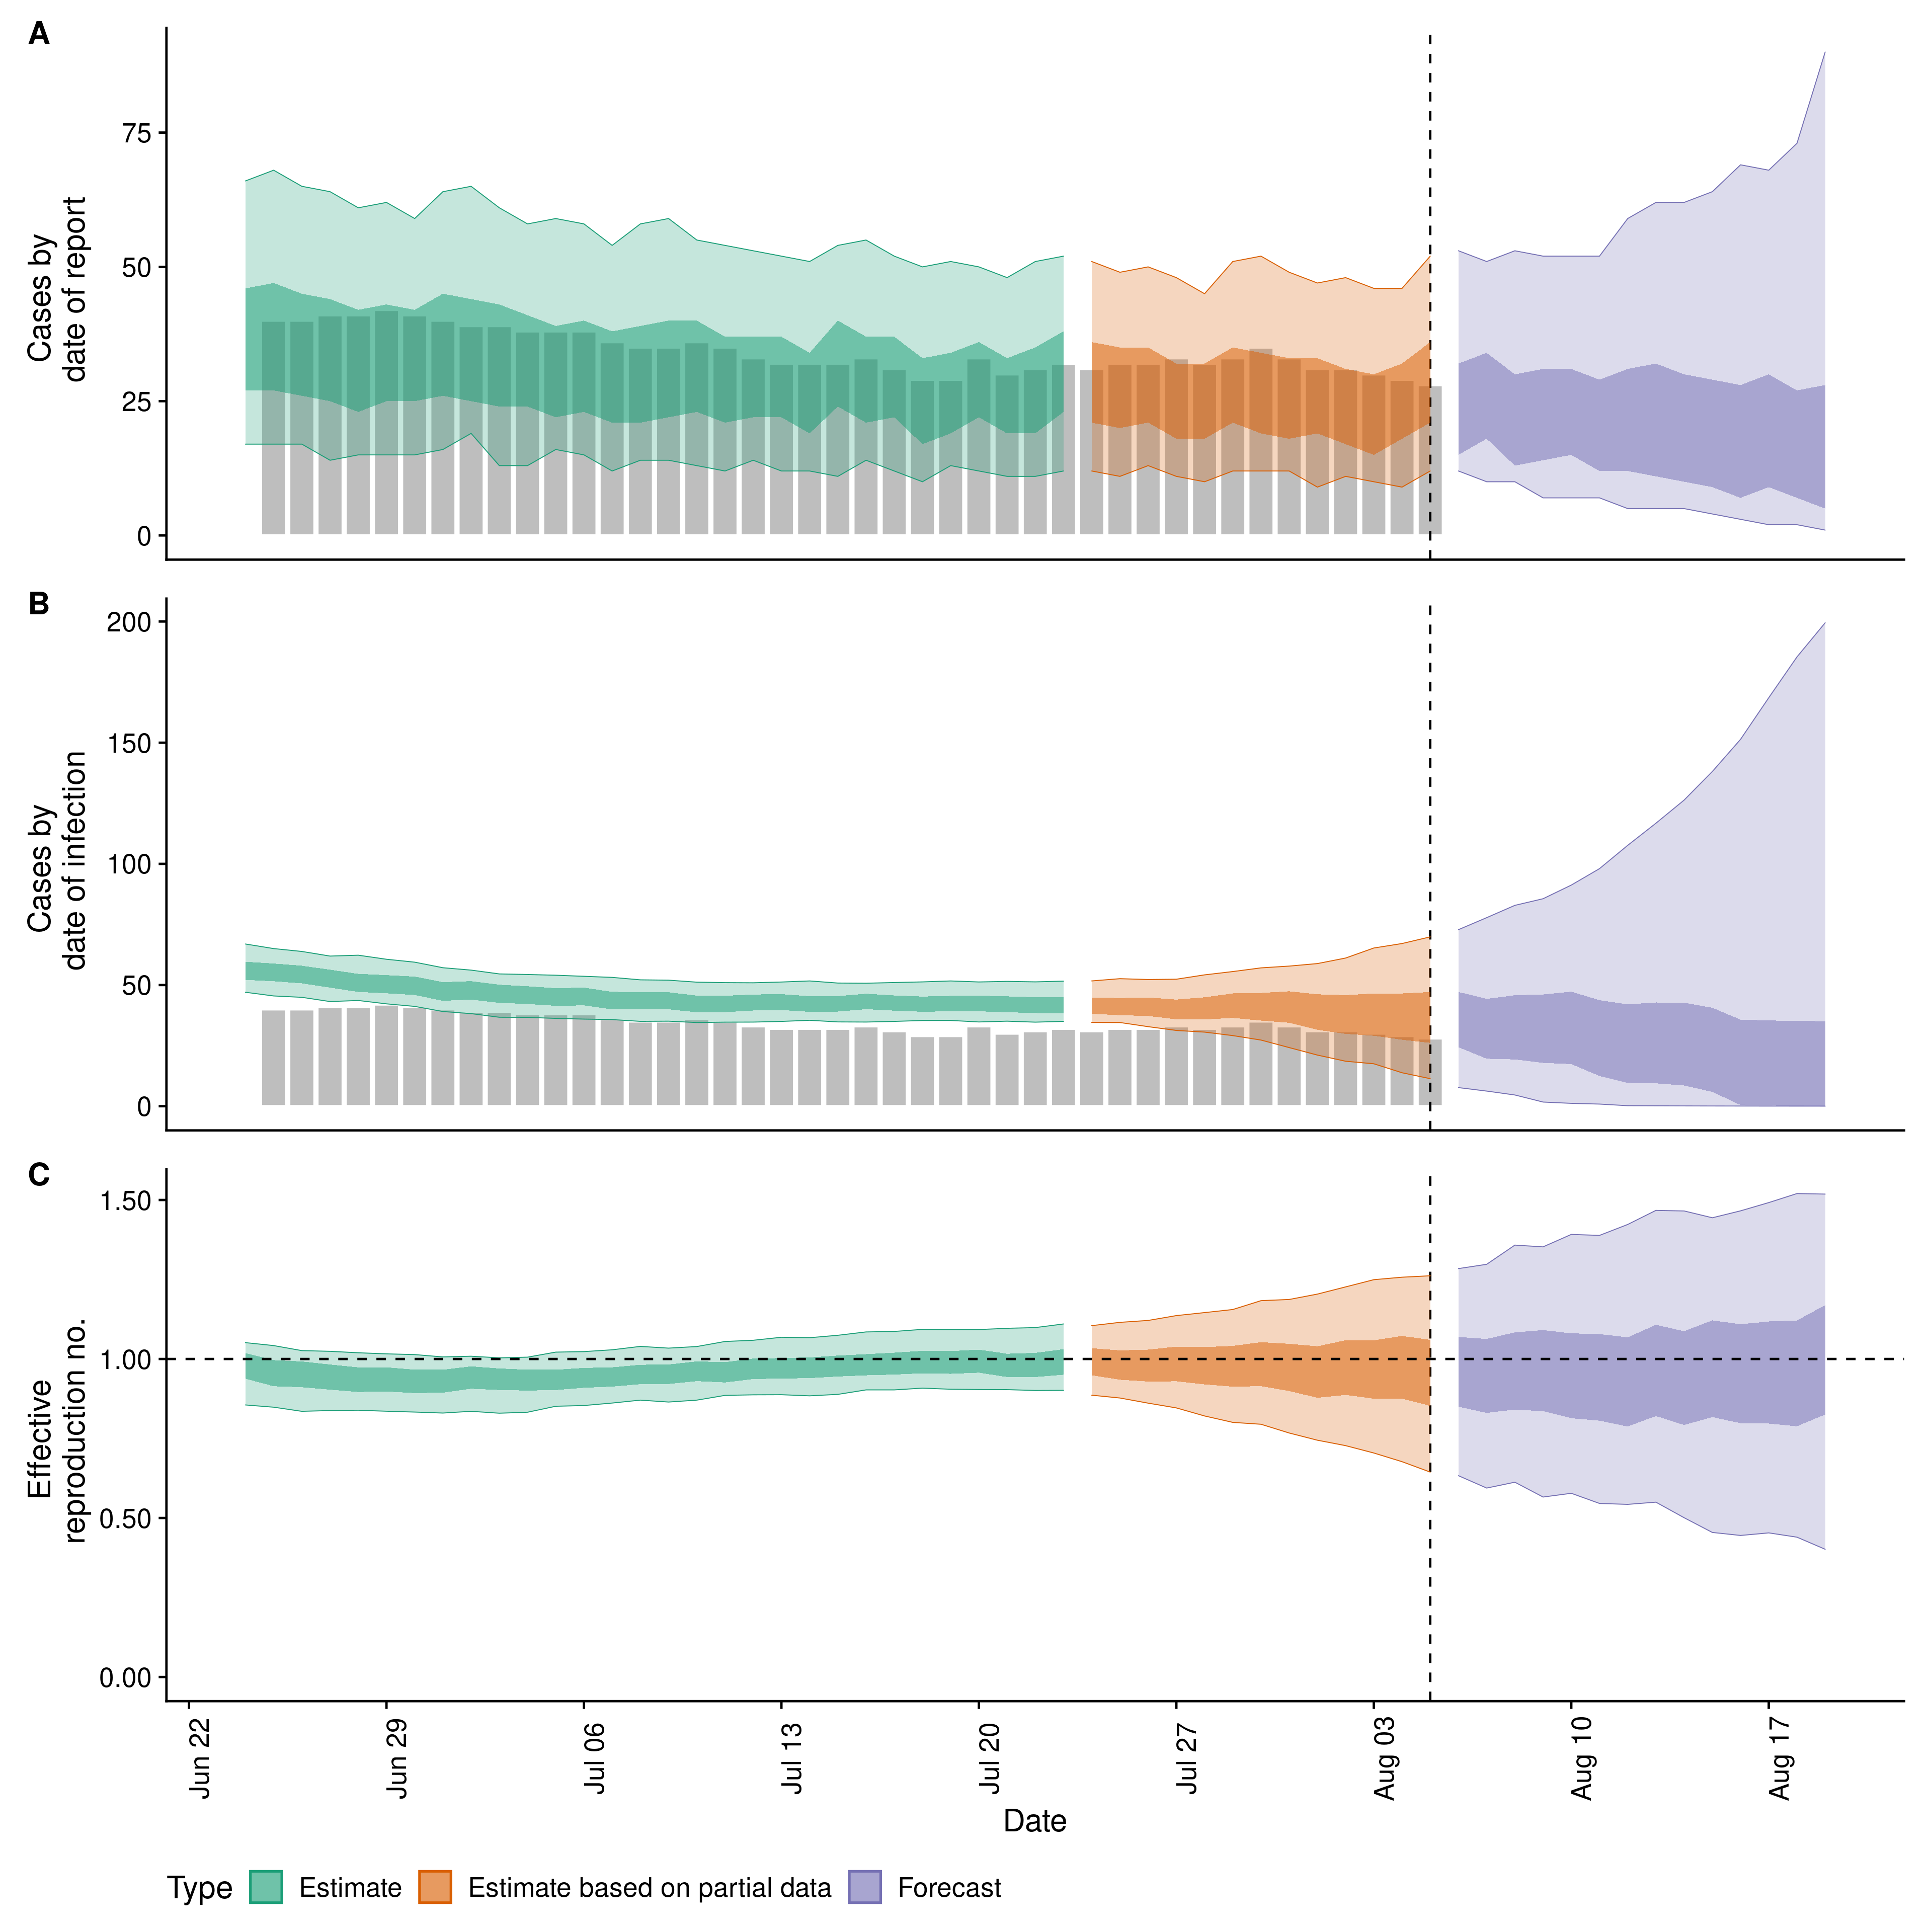 A
Cases by
date of report
75
50
25
0
B
Cases by
date of infection
200
150
100
50
0
C
Effective
reproduction no.
1.50
1.00
0.50
0.00
Jun 22
Jun 29
Jul 06
Jul 13
Jul 20
Jul 27
Aug 03
Aug 10
Aug 17
Date
Type Estimate Estimate based on partial data Forecast